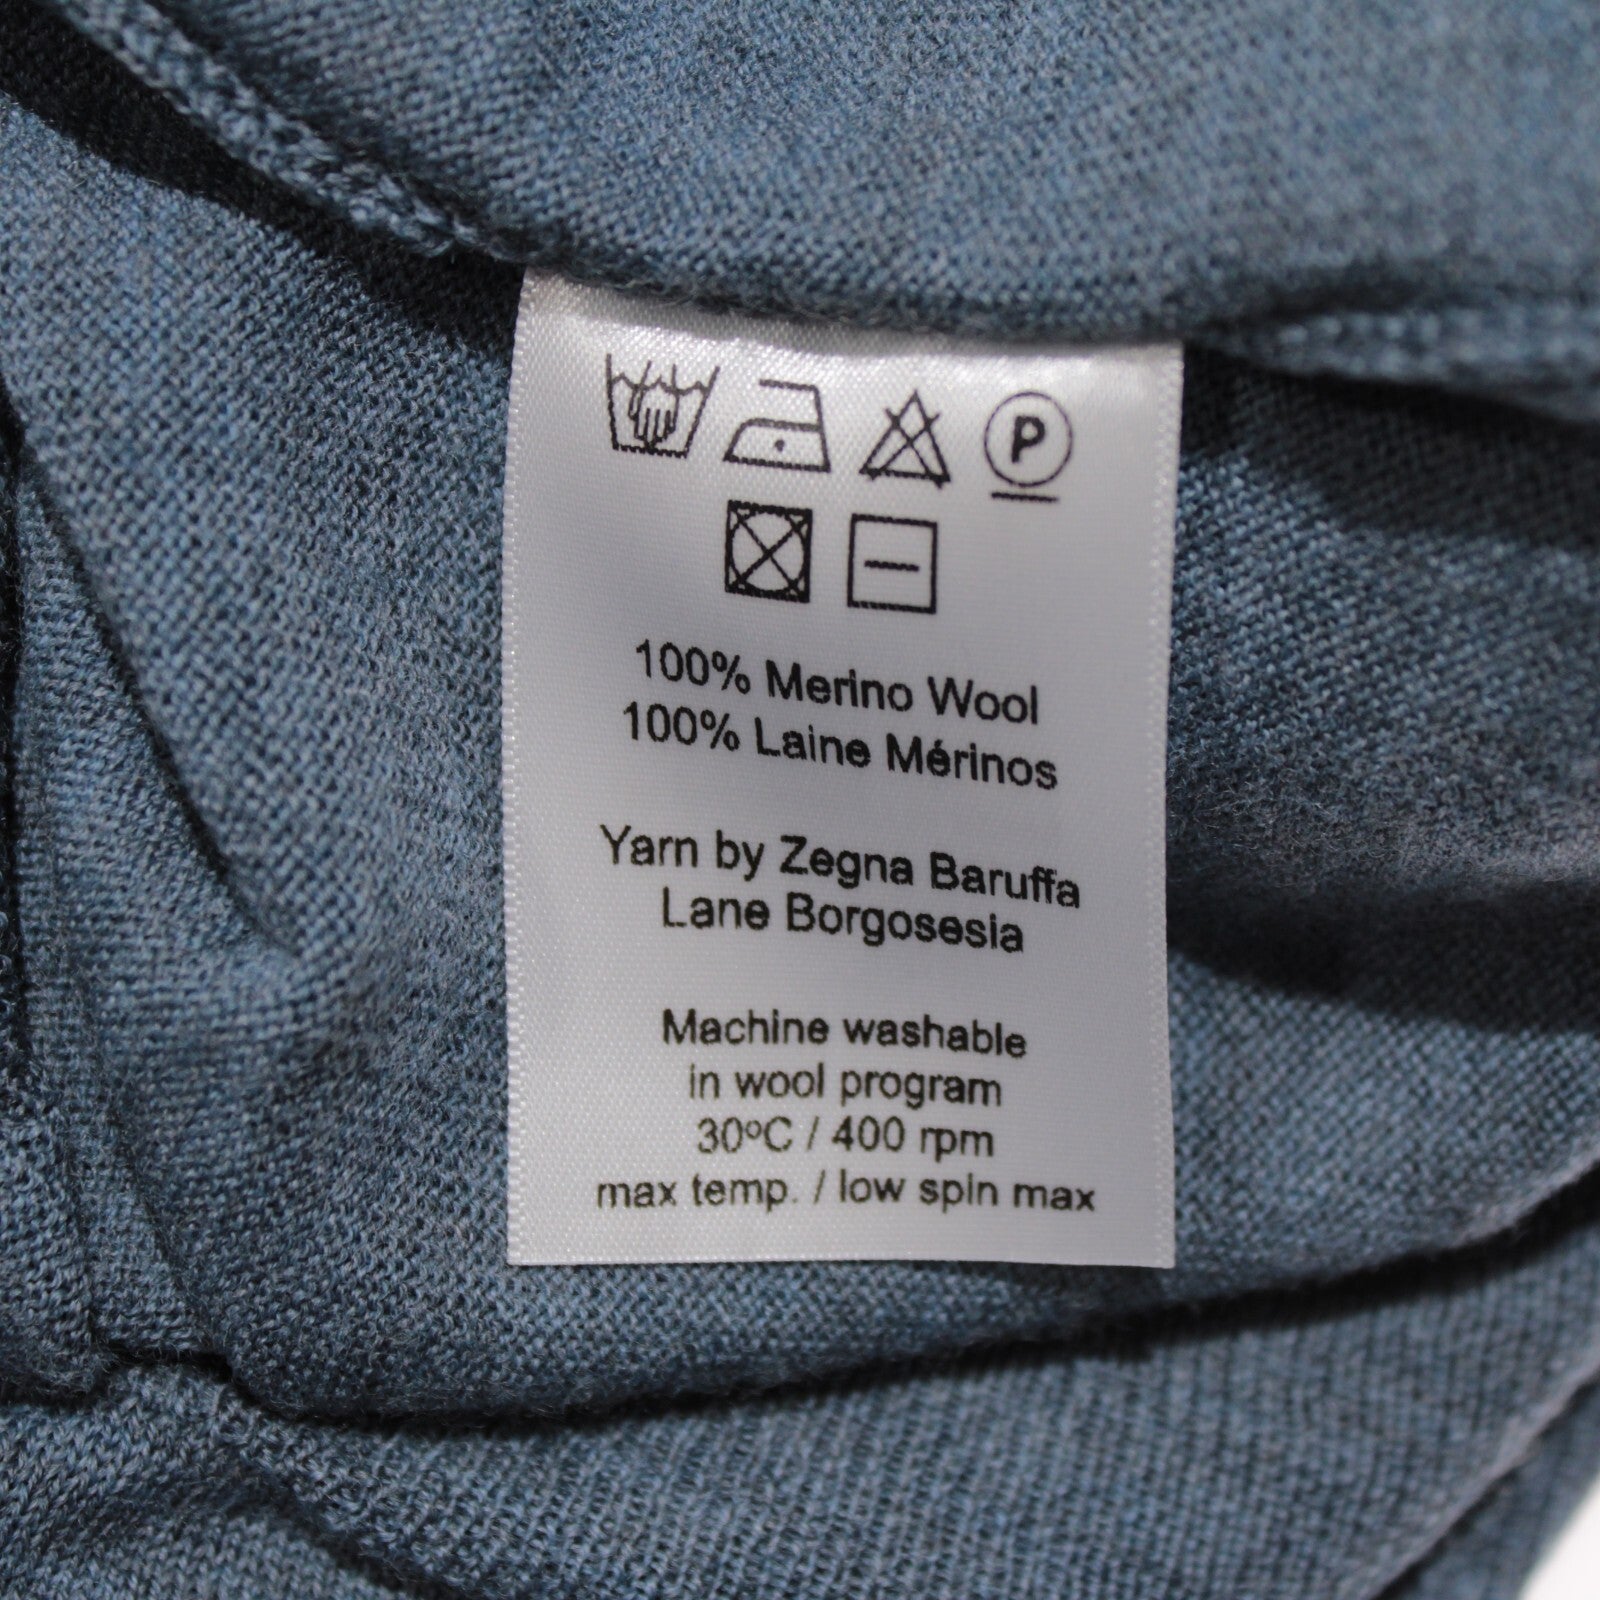 P
100% Merino Wool
100% Laine Mérinos
Yarn by Zegna Baruffa
Lane Borgosesia
Machine washable
in wool program
30ºC / 400 rpm
max temp. / low spin max